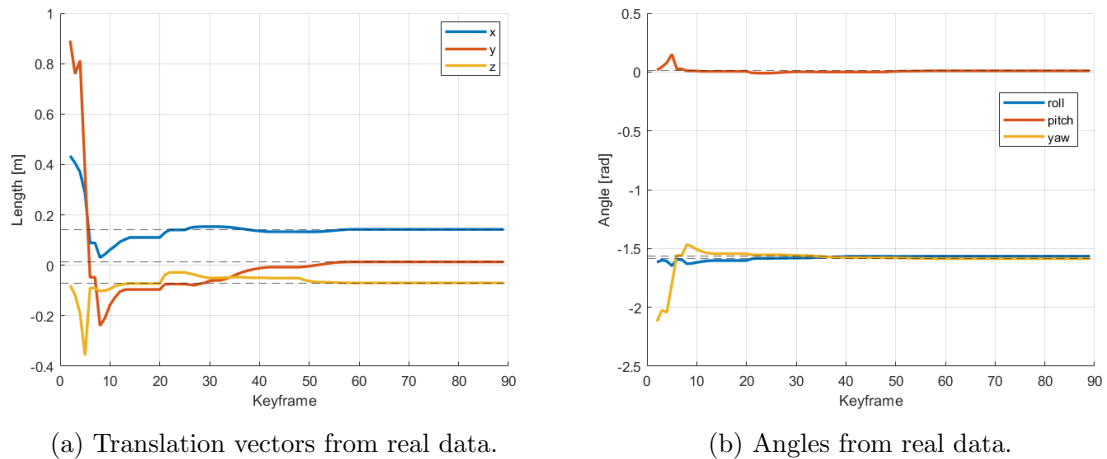 1
0.8
0.6
0.4
0.2
0
-0.2
-0.4
Length [m]
0 10 20 30 40 50 60 70 80 90
Keyframe
x
y
z
(a) Translation vectors from real data.
0.5
0
-0.5
-1
-1.5
-2
-2.5
Angle [rad]
0 10 20 30 40 50 60 70 80 90
Keyframe
roll
pitch
yaw
(b) Angles from real data.